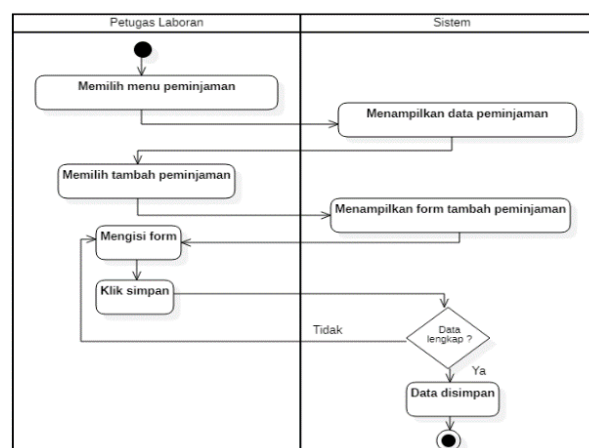 Petugas Laboran
Sistem
Memilih menu peminjaman
Menampilkan data peminjaman
Memilih tambah peminjaman
Menampilkan form tambah peminjaman
Mengisi form
Klik simpan
Tidak
Data
lengkap ?
Ya
Data disimpan